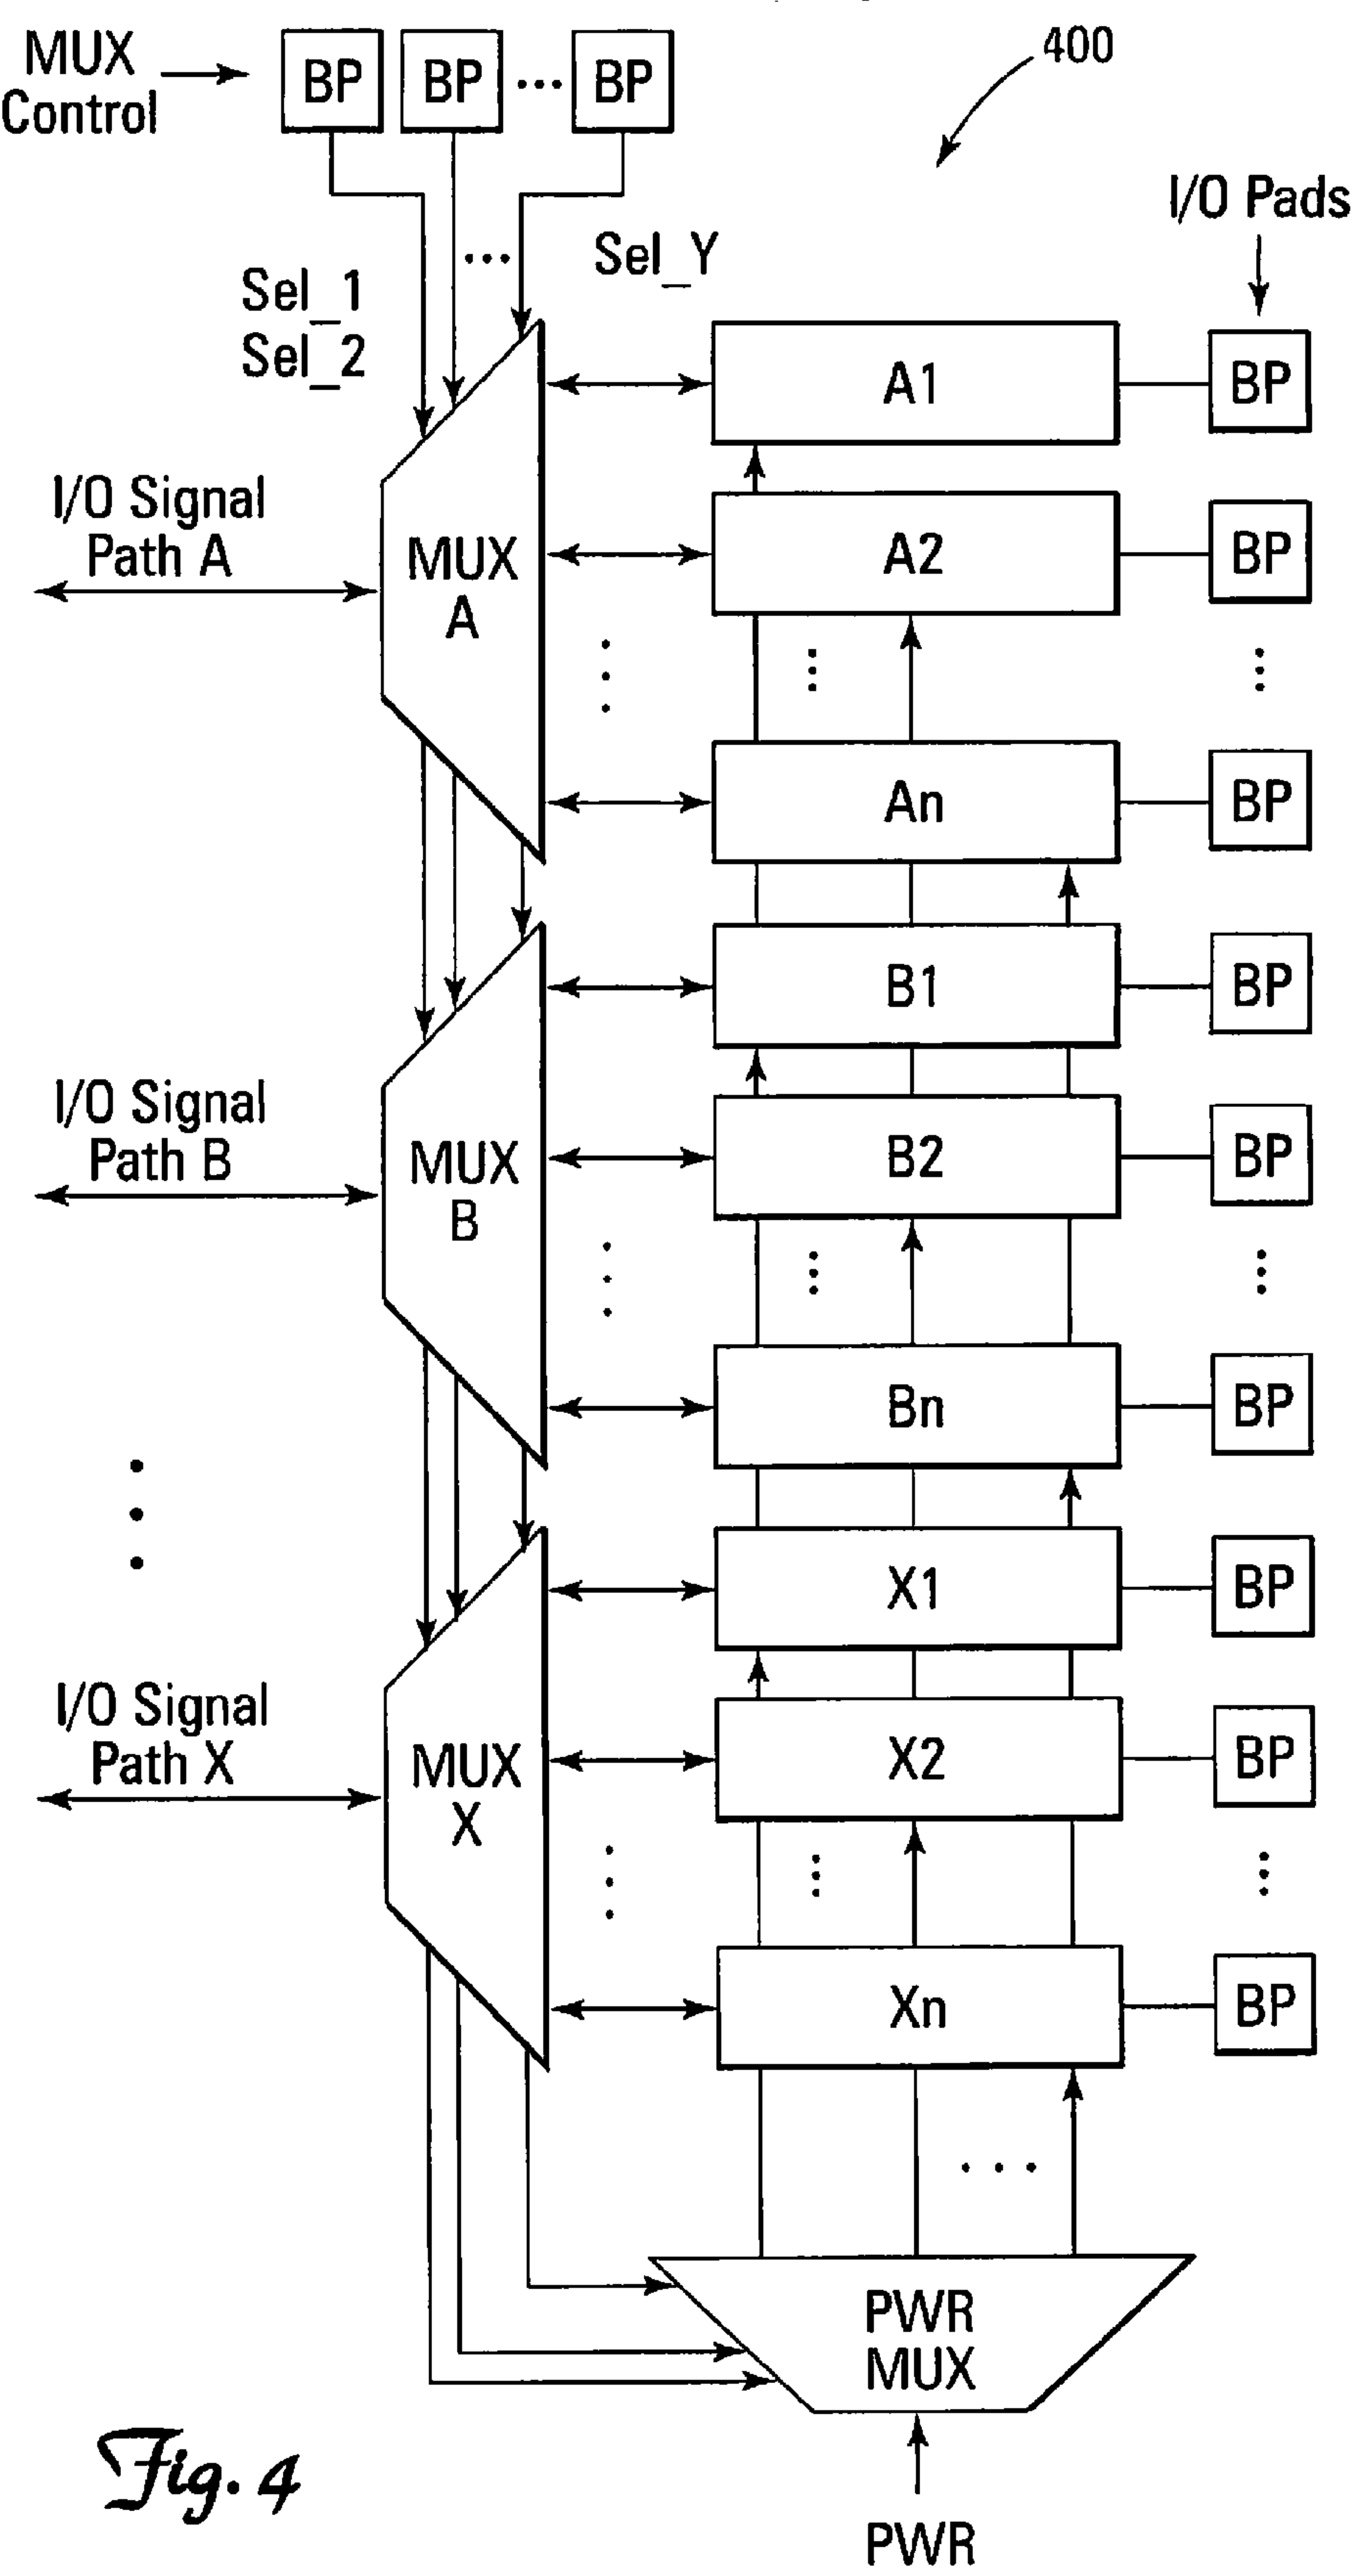 MUX
Control
BP BP ... BP
400
I/O Pads
Sel_1
Sel_2
... Sel_Y
I/O Signal
Path A
MUX
A
A1 BP
A2 BP
An BP
I/O Signal
Path B
MUX
B
B1 BP
B2 BP
Bn BP
I/O Signal
Path X
MUX
X
X1 BP
X2 BP
Xn BP
PWR
MUX
PWR
Fig. 4